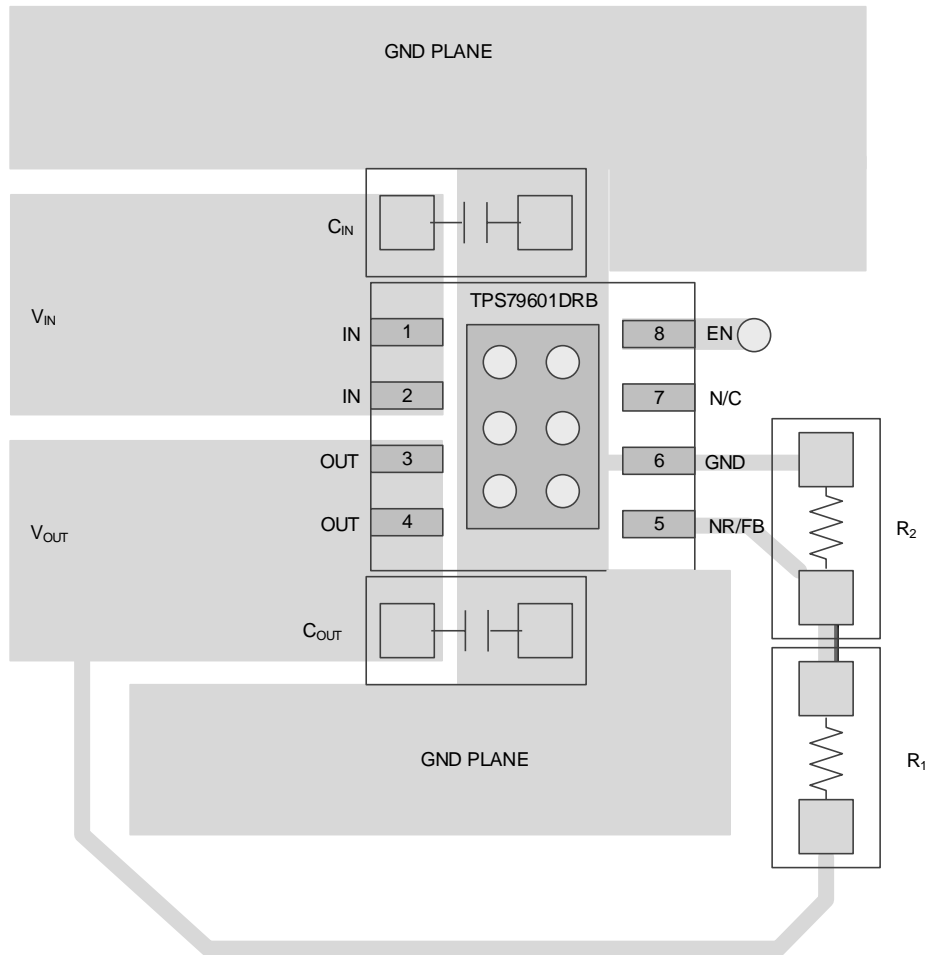 GND PLANE
C_IN
TPS79601DRB
V_IN
IN 1
8 EN
IN 2
7 N/C
OUT 3
6 GND
OUT 4
5 NR/FB
V_OUT
R_2
C_OUT
GND PLANE
R_1